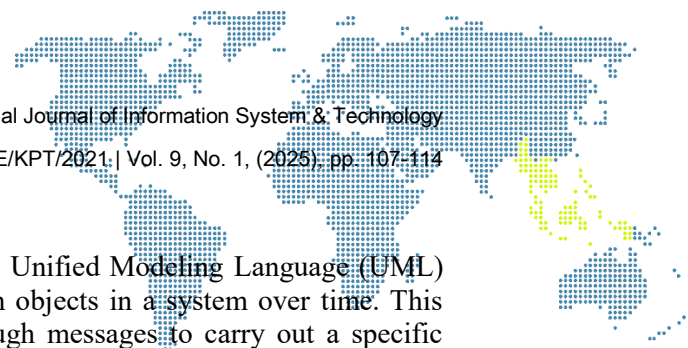 al Journal of Information System & Technology
E/KPT/2021 | Vol. 9, No. 1, (2025), pp. 107-114
Unified Modeling Language (UML)
objects in a system over time. This
ugh messages to carry out a specific